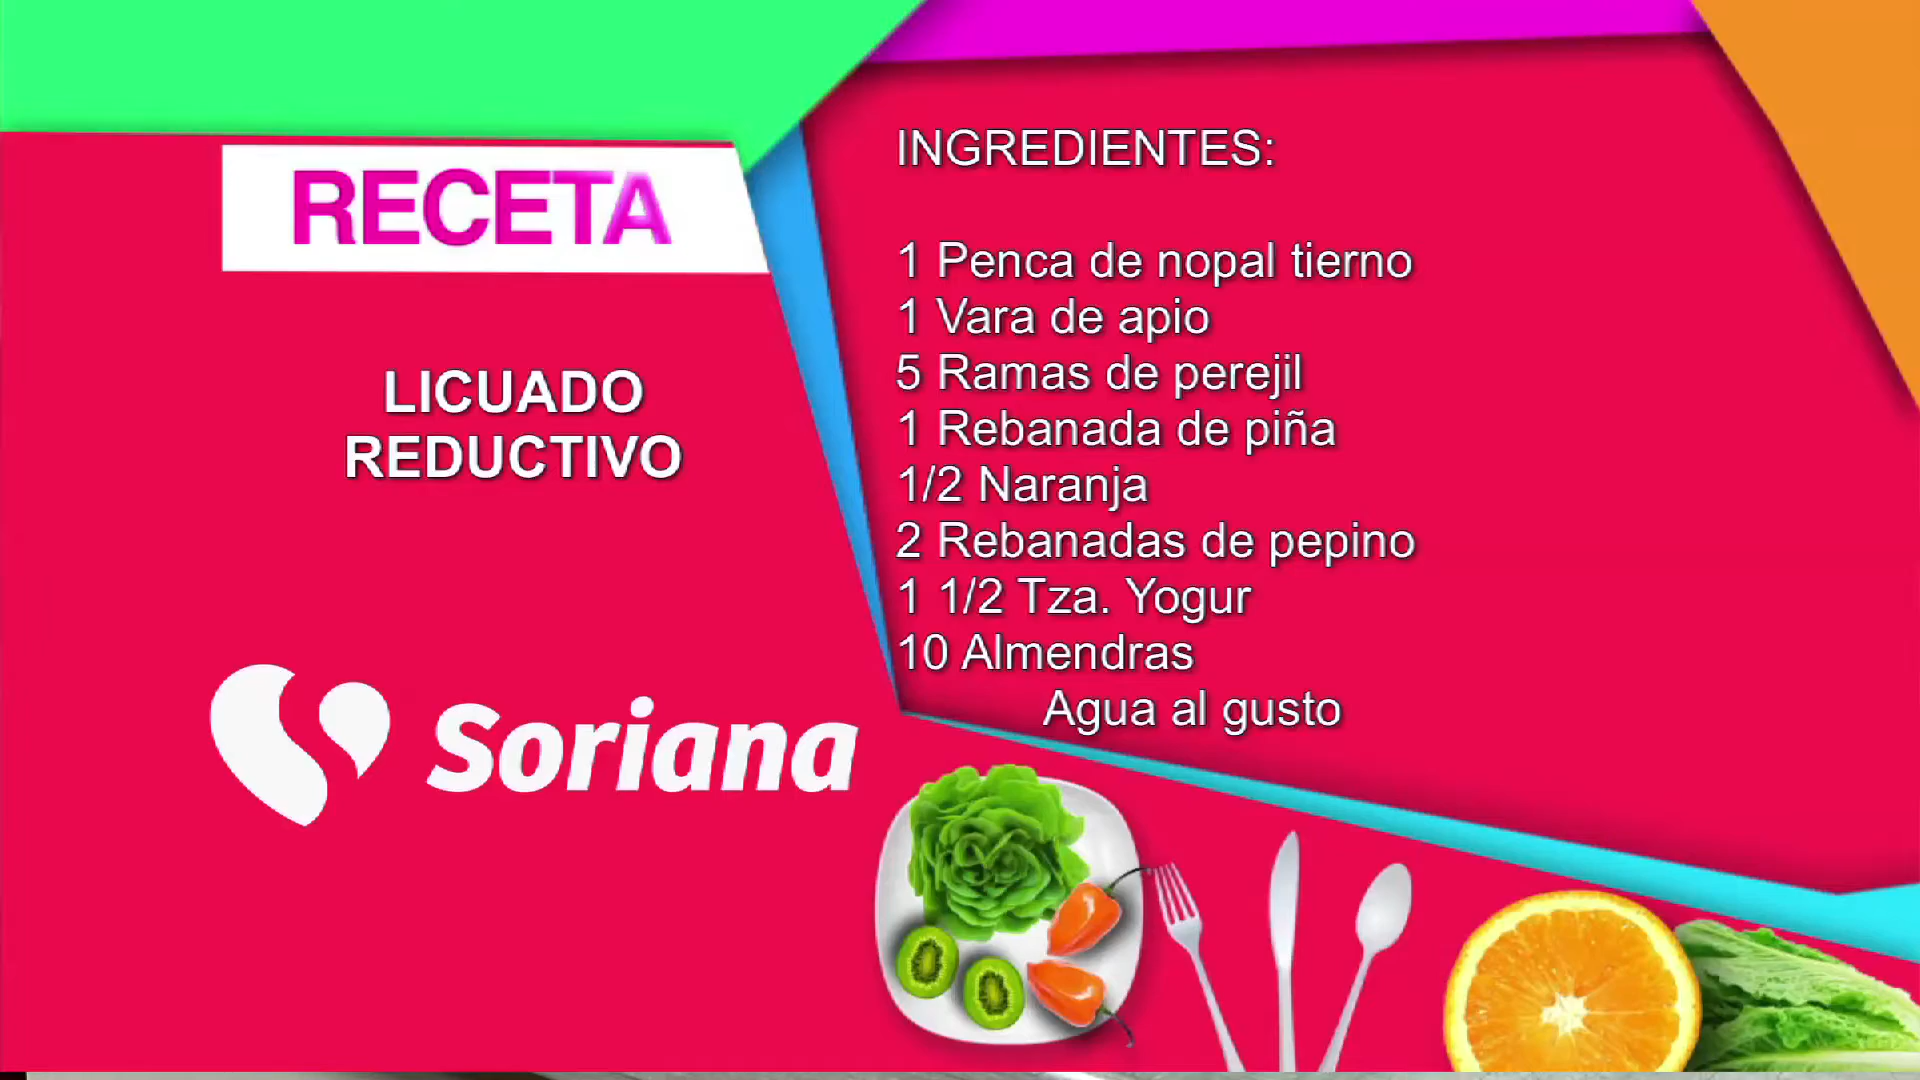 RECETA
LICUADO
REDUCTIVO
Soriana
INGREDIENTES:
1 Penca de nopal tierno
1 Vara de apio
5 Ramas de perejil
1 Rebanada de piña
1/2 Naranja
2 Rebanadas de pepino
1 1/2 Tza. Yogur
10 Almendras
Agua al gusto